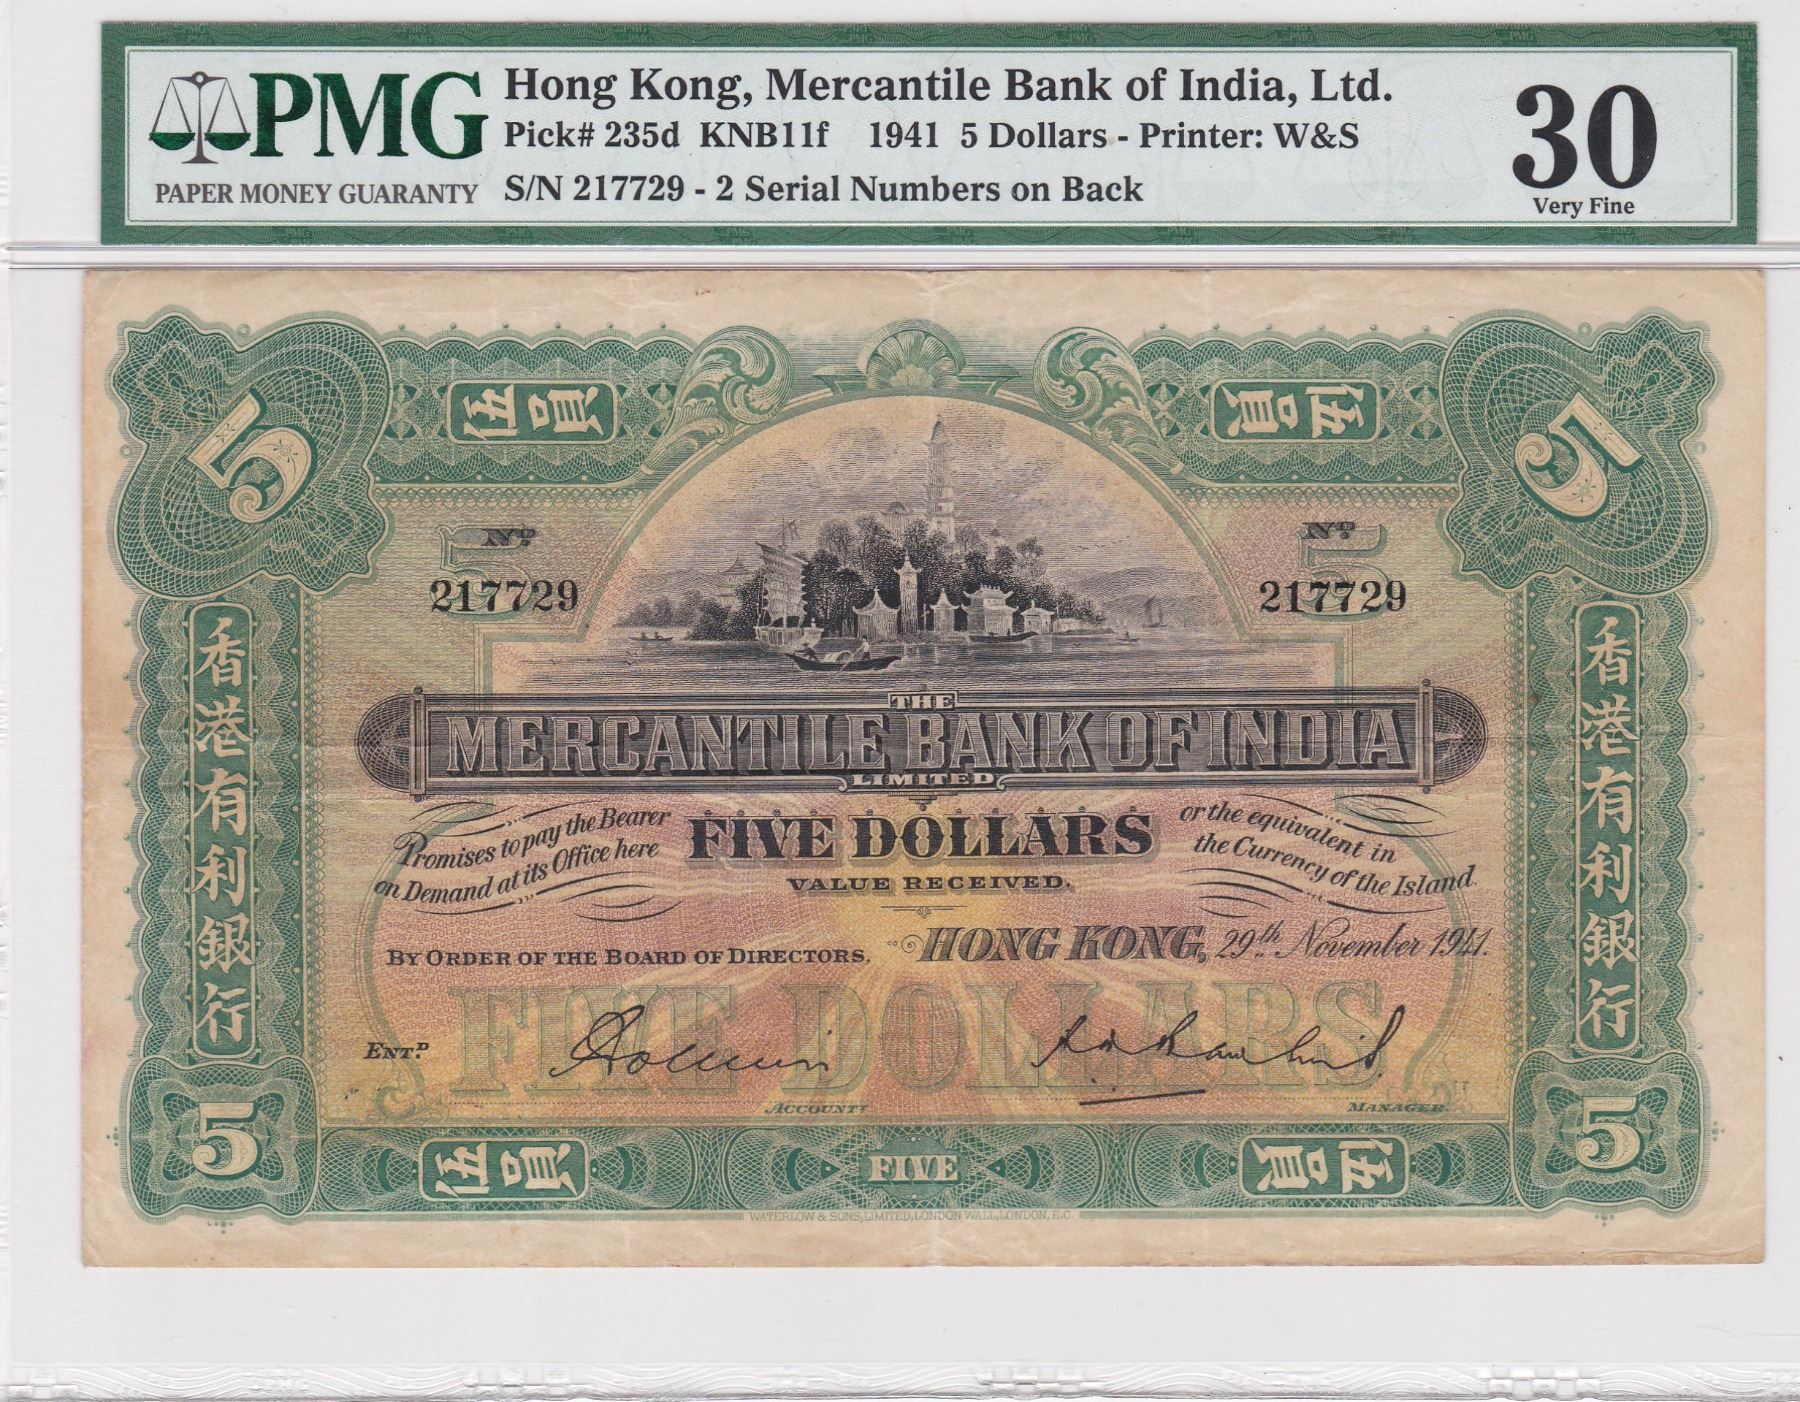 PMG
PAPER MONEY GUARANTY
Hong Kong, Mercantile Bank of India, Ltd.
Pick# 235d KNB11f 1941 5 Dollars - Printer: W&S
S/N 217729 - 2 Serial Numbers on Back
30
Very Fine
5
伍員
伍員
5
5
Nº
217729
5
Nº
217729
香港有利銀行
香港有利銀行
THE
MERCANTILE BANK OF INDIA
LIMITED
Promises to pay the Bearer
on Demand at its Office here
FIVE DOLLARS
VALUE RECEIVED.
or the equivalent in
the Currency of the Island.
BY ORDER OF THE BOARD OF DIRECTORS.
HONG KONG, 29th November 1941.
FIVE DOLLARS
ENTD
ACCOUNTT
MANAGER.
5
伍員
FIVE
伍員
5
WATERLOW & SONS, LIMITED, LONDON WALL, LONDON, E.C.